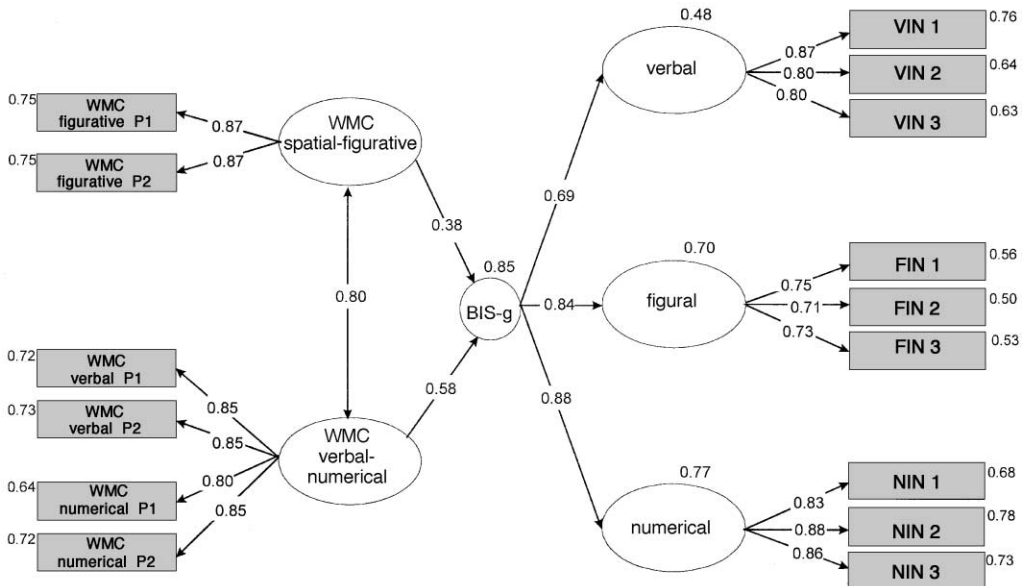 0.48
VIN 1
0.76
0.87
verbal
0.80
VIN 2
0.64
0.80
VIN 3
0.63
0.75
WMC
figurative P1
0.87
WMC
spatial-figurative
0.75
WMC
figurative P2
0.87
0.38
0.69
0.85
BIS-g
0.84
0.70
figural
FIN 1
0.56
0.75
0.71
FIN 2
0.50
0.73
FIN 3
0.53
0.80
0.58
0.88
0.72
WMC
verbal P1
0.85
0.73
WMC
verbal P2
0.85
WMC
verbal-
numerical
0.64
WMC
numerical P1
0.80
0.72
WMC
numerical P2
0.85
0.77
numerical
NIN 1
0.68
0.83
0.88
NIN 2
0.78
0.86
NIN 3
0.73